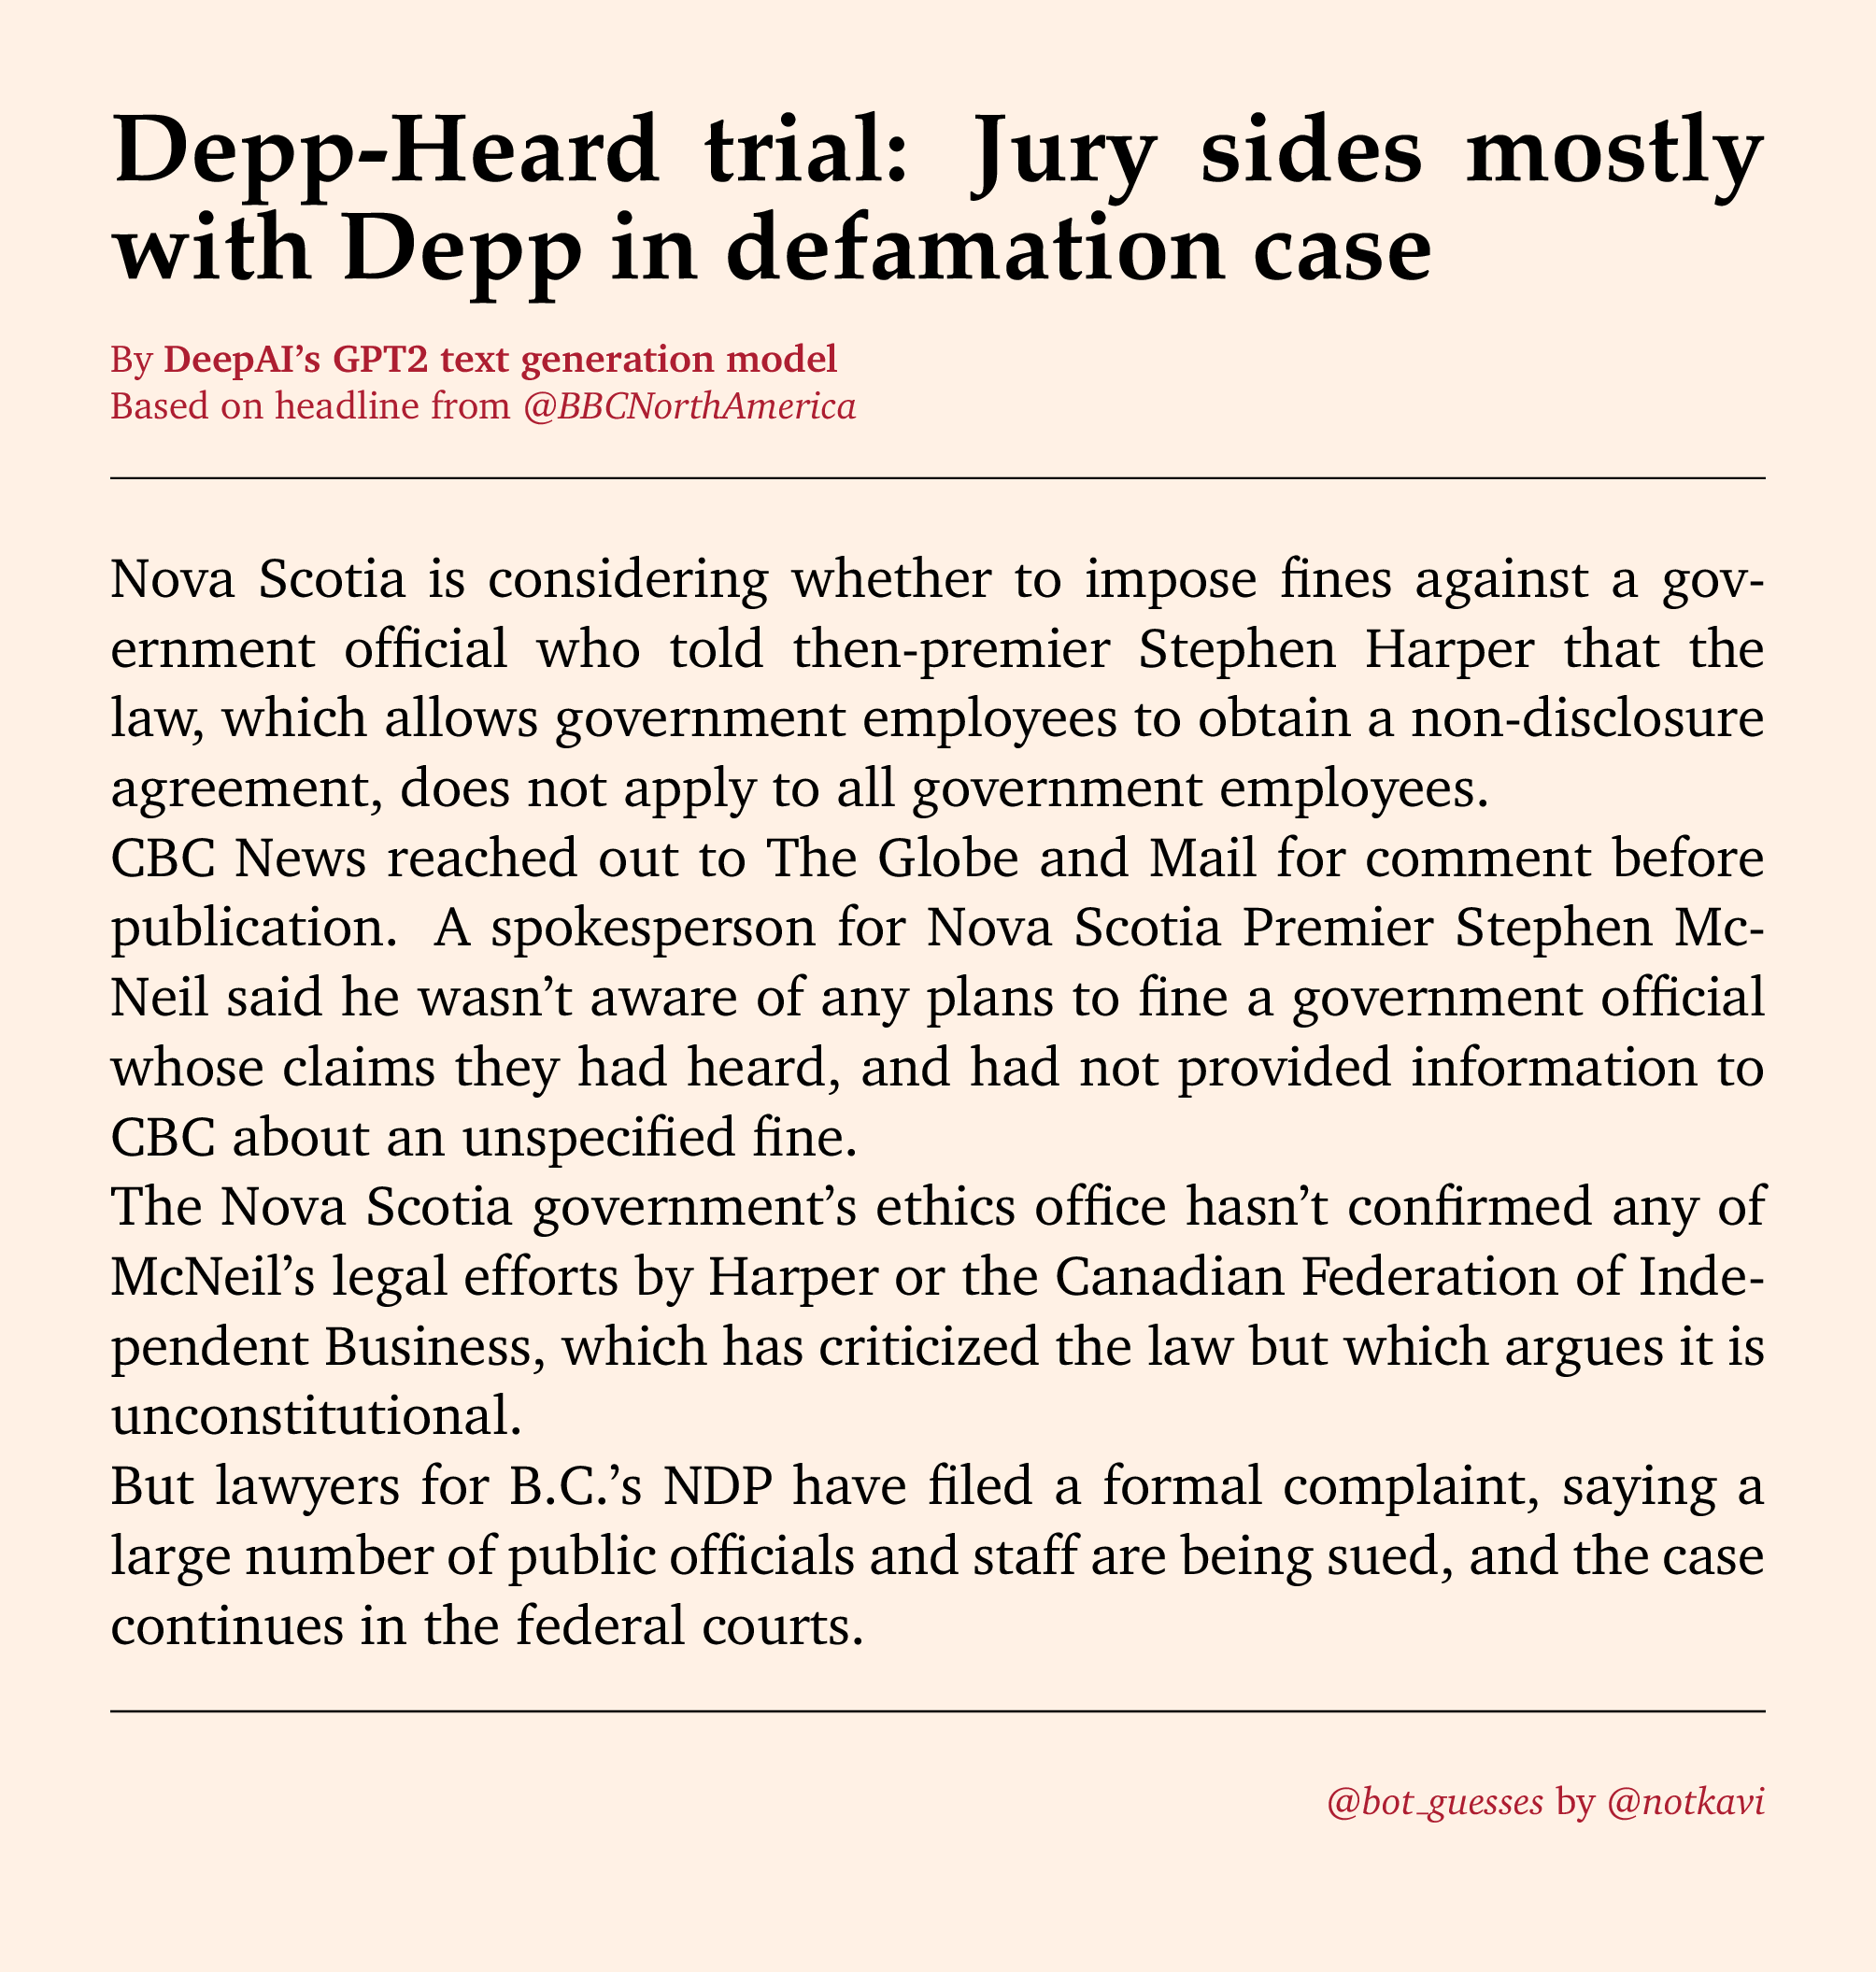 Depp-Heard trial: Jury sides mostly
with Depp in defamation case
By DeepAI’s GPT2 text generation model
Based on headline from @BBCNorthAmerica
Nova Scotia is considering whether to impose fines against a gov-
ernment official who told then-premier Stephen Harper that the
law, which allows government employees to obtain a non-disclosure
agreement, does not apply to all government employees.
CBC News reached out to The Globe and Mail for comment before
publication. A spokesperson for Nova Scotia Premier Stephen Mc-
Neil said he wasn’t aware of any plans to fine a government official
whose claims they had heard, and had not provided information to
CBC about an unspecified fine.
The Nova Scotia government’s ethics office hasn’t confirmed any of
McNeil’s legal efforts by Harper or the Canadian Federation of Inde-
pendent Business, which has criticized the law but which argues it is
unconstitutional.
But lawyers for B.C.’s NDP have filed a formal complaint, saying a
large number of public officials and staff are being sued, and the case
continues in the federal courts.
@bot_guesses by @notkavi